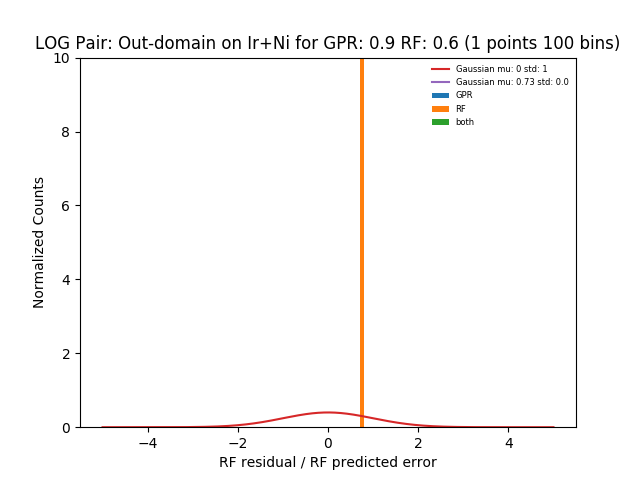 LOG Pair: Out-domain on Ir+Ni for GPR: 0.9 RF: 0.6 (1 points 100 bins)
Gaussian mu: 0 std: 1
Gaussian mu: 0.73 std: 0.0
GPR
RF
both
Normalized Counts
10
8
6
4
2
0
−4
−2
0
2
4
RF residual / RF predicted error